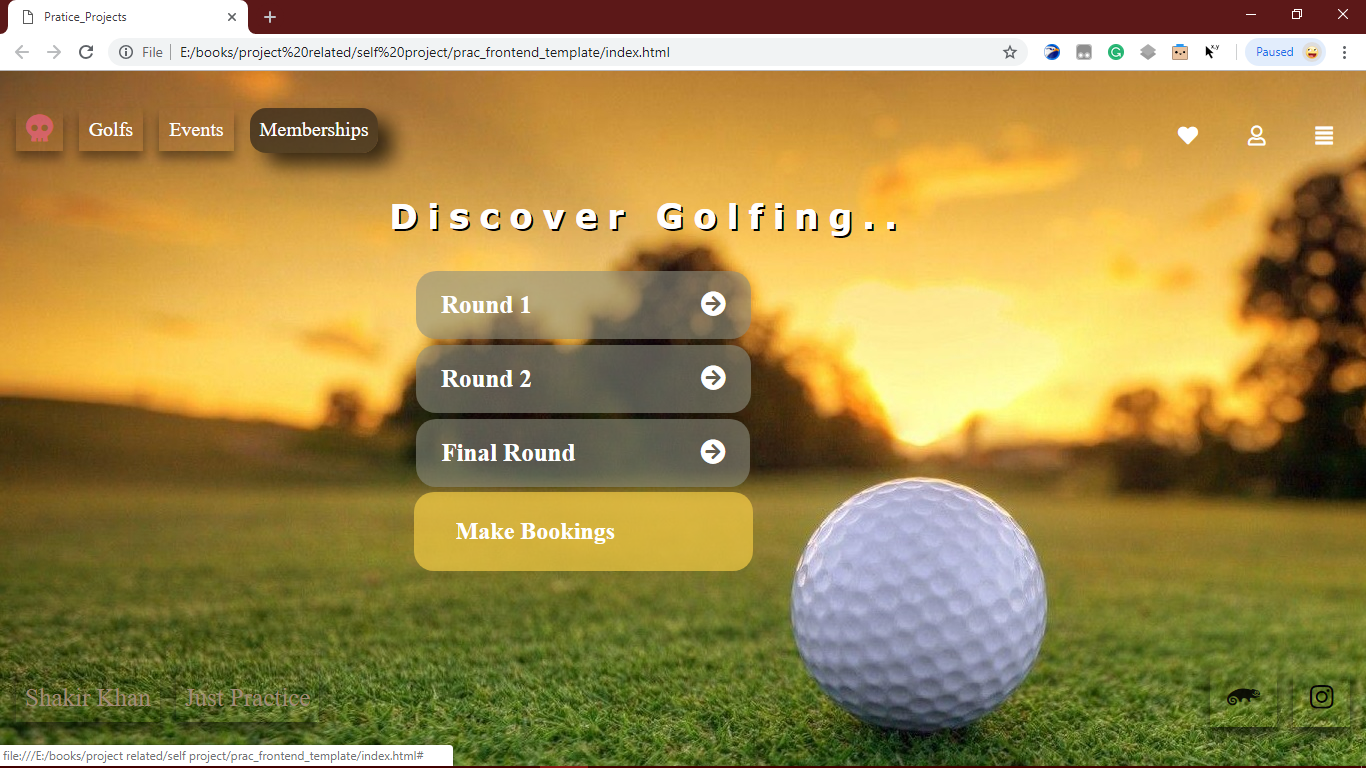 Pratice_Projects
File
E:/books/project%20related/self%20project/prac_frontend_template/index.html
Paused
Golfs
Events
Memberships
Discover Golfing..
Round 1
Round 2
Final Round
Make Bookings
Shakir Khan
Just Practice
file:///E:/books/project related/self project/prac_frontend_template/index.html#